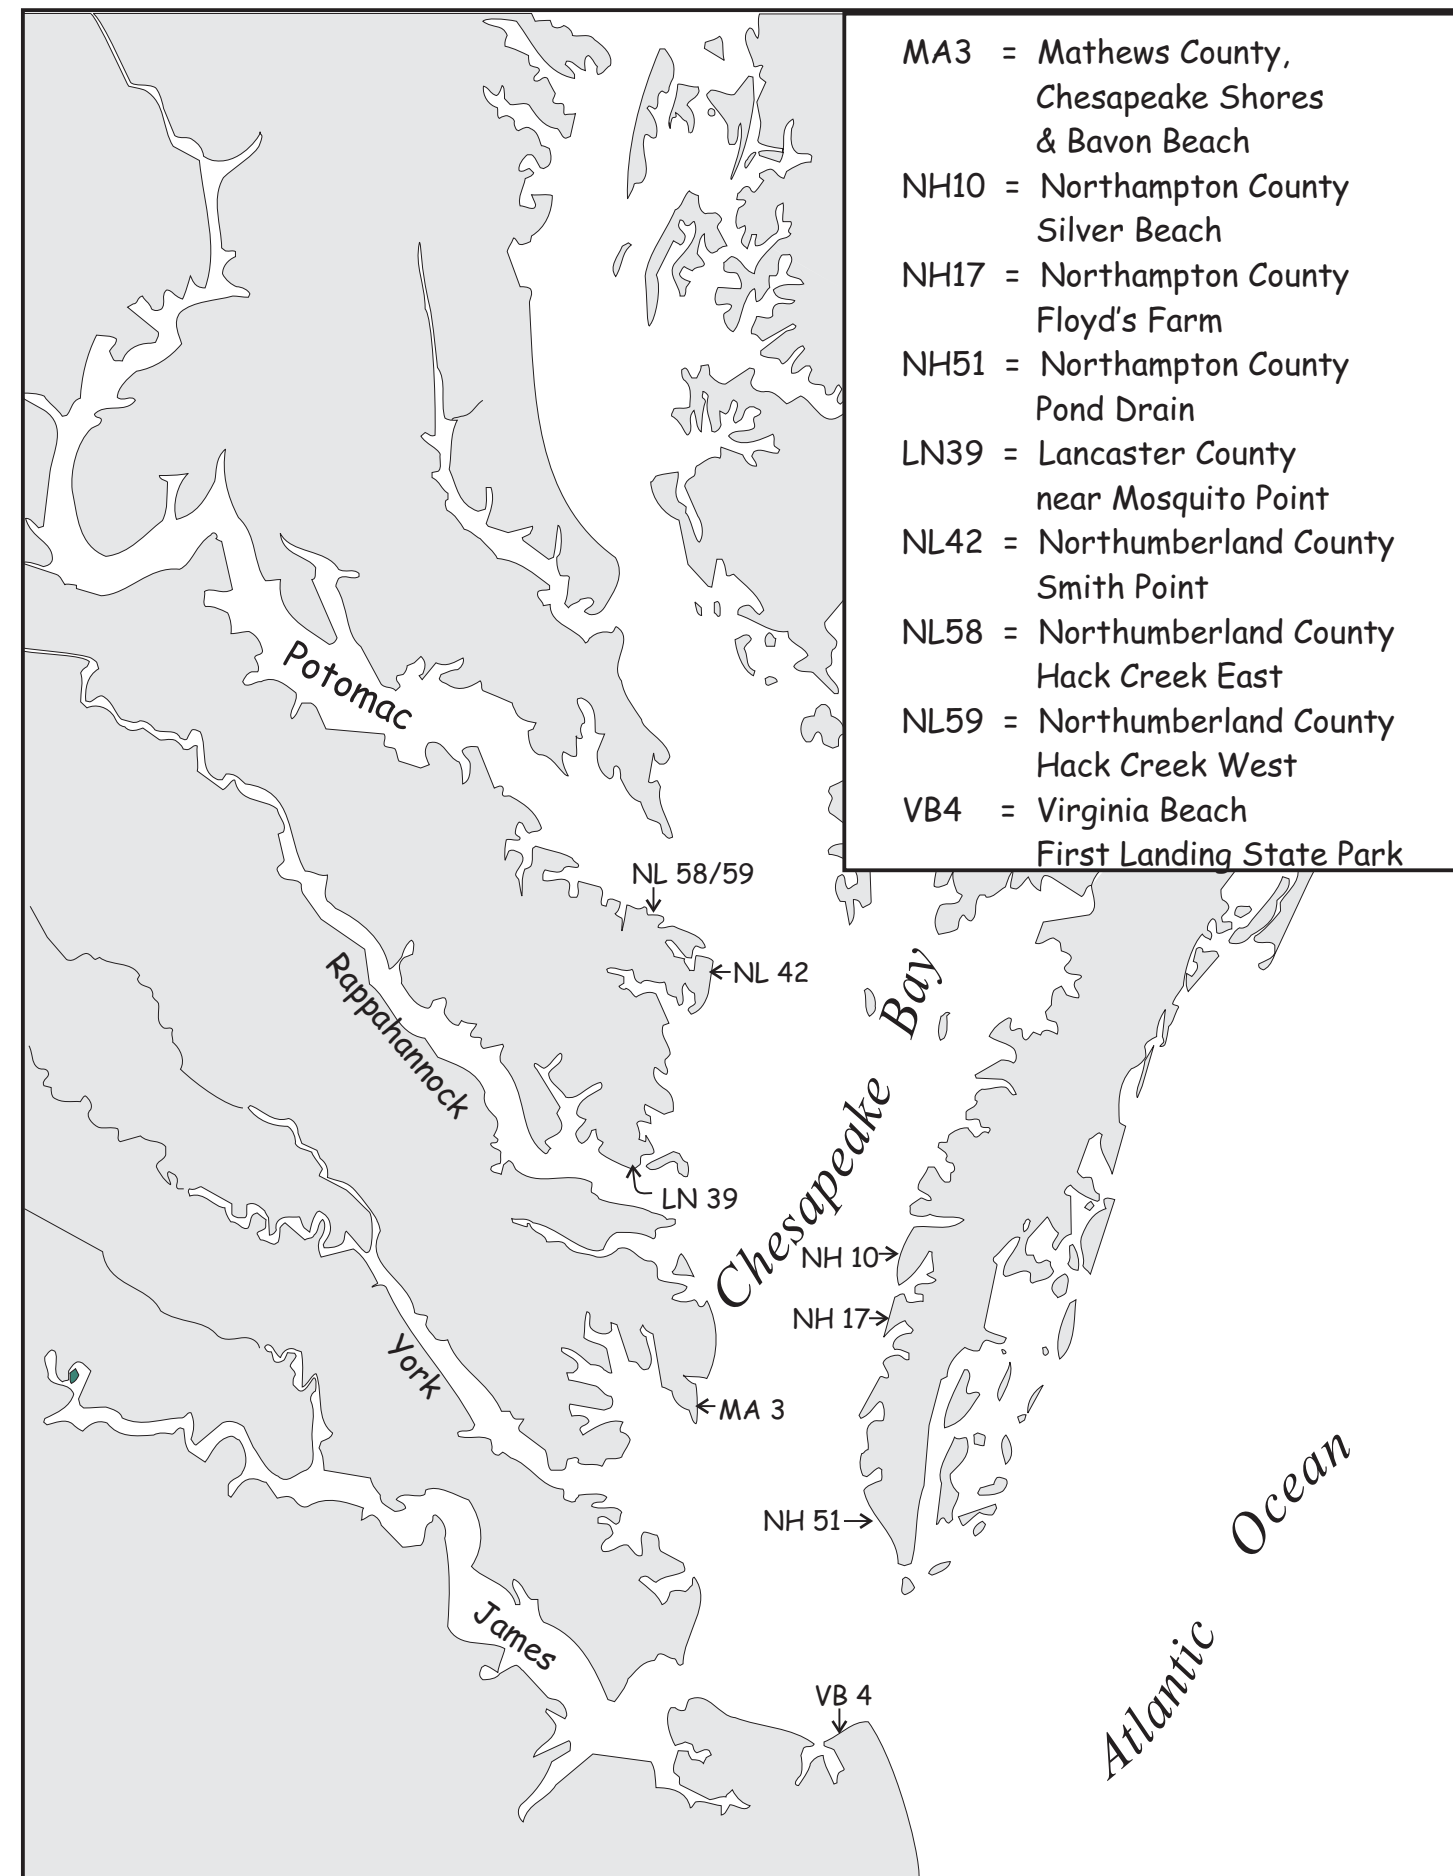 MA3 = Mathews County,
Chesapeake Shores
& Bavon Beach
NH10 = Northampton County
Silver Beach
NH17 = Northampton County
Floyd's Farm
NH51 = Northampton County
Pond Drain
LN39 = Lancaster County
near Mosquito Point
NL42 = Northumberland County
Smith Point
NL58 = Northumberland County
Hack Creek East
NL59 = Northumberland County
Hack Creek West
VB4 = Virginia Beach
First Landing State Park
Potomac
NL 58/59
NL 42
Rappahannock
LN 39
Chesapeake Bay
NH 10
NH 17
York
MA 3
NH 51
James
VB 4
Atlantic Ocean